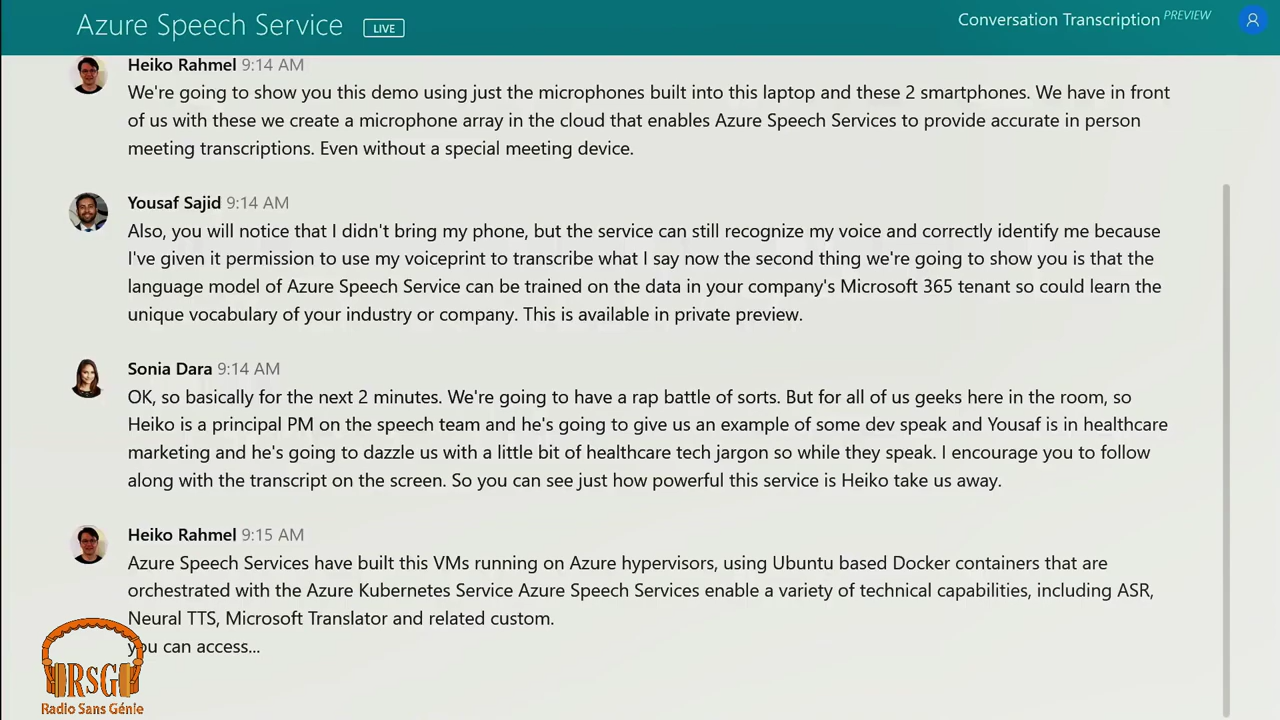 Azure Speech Service LIVE
Conversation Transcription PREVIEW
Heiko Rahmel 9:14 AM
We're going to show you this demo using just the microphones built into this laptop and these 2 smartphones. We have in front
of us with these we create a microphone array in the cloud that enables Azure Speech Services to provide accurate in person
meeting transcriptions. Even without a special meeting device.
Yousaf Sajid 9:14 AM
Also, you will notice that I didn't bring my phone, but the service can still recognize my voice and correctly identify me because
I've given it permission to use my voiceprint to transcribe what I say now the second thing we're going to show you is that the
language model of Azure Speech Service can be trained on the data in your company's Microsoft 365 tenant so could learn the
unique vocabulary of your industry or company. This is available in private preview.
Sonia Dara 9:14 AM
OK, so basically for the next 2 minutes. We're going to have a rap battle of sorts. But for all of us geeks here in the room, so
Heiko is a principal PM on the speech team and he's going to give us an example of some dev speak and Yousaf is in healthcare
marketing and he's going to dazzle us with a little bit of healthcare tech jargon so while they speak. I encourage you to follow
along with the transcript on the screen. So you can see just how powerful this service is Heiko take us away.
Heiko Rahmel 9:15 AM
Azure Speech Services have built this VMs running on Azure hypervisors, using Ubuntu based Docker containers that are
orchestrated with the Azure Kubernetes Service Azure Speech Services enable a variety of technical capabilities, including ASR,
Neural TTS, Microsoft Translator and related custom.
you can access...
RSG
Radio Sans Génie